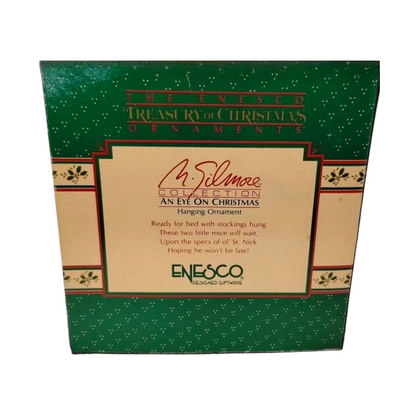 THE ENESCO
TREASURY OF CHRISTMAS
ORNAMENTS
M. Gilmore
COLLECTION
AN EYE ON CHRISTMAS
Hanging Ornament
Ready for bed with stockings hung
These two little mice will wait,
Upon the specs of ol' St. Nick
Hoping he won't be late!
ENESCO
DESIGNED GIFTWARE